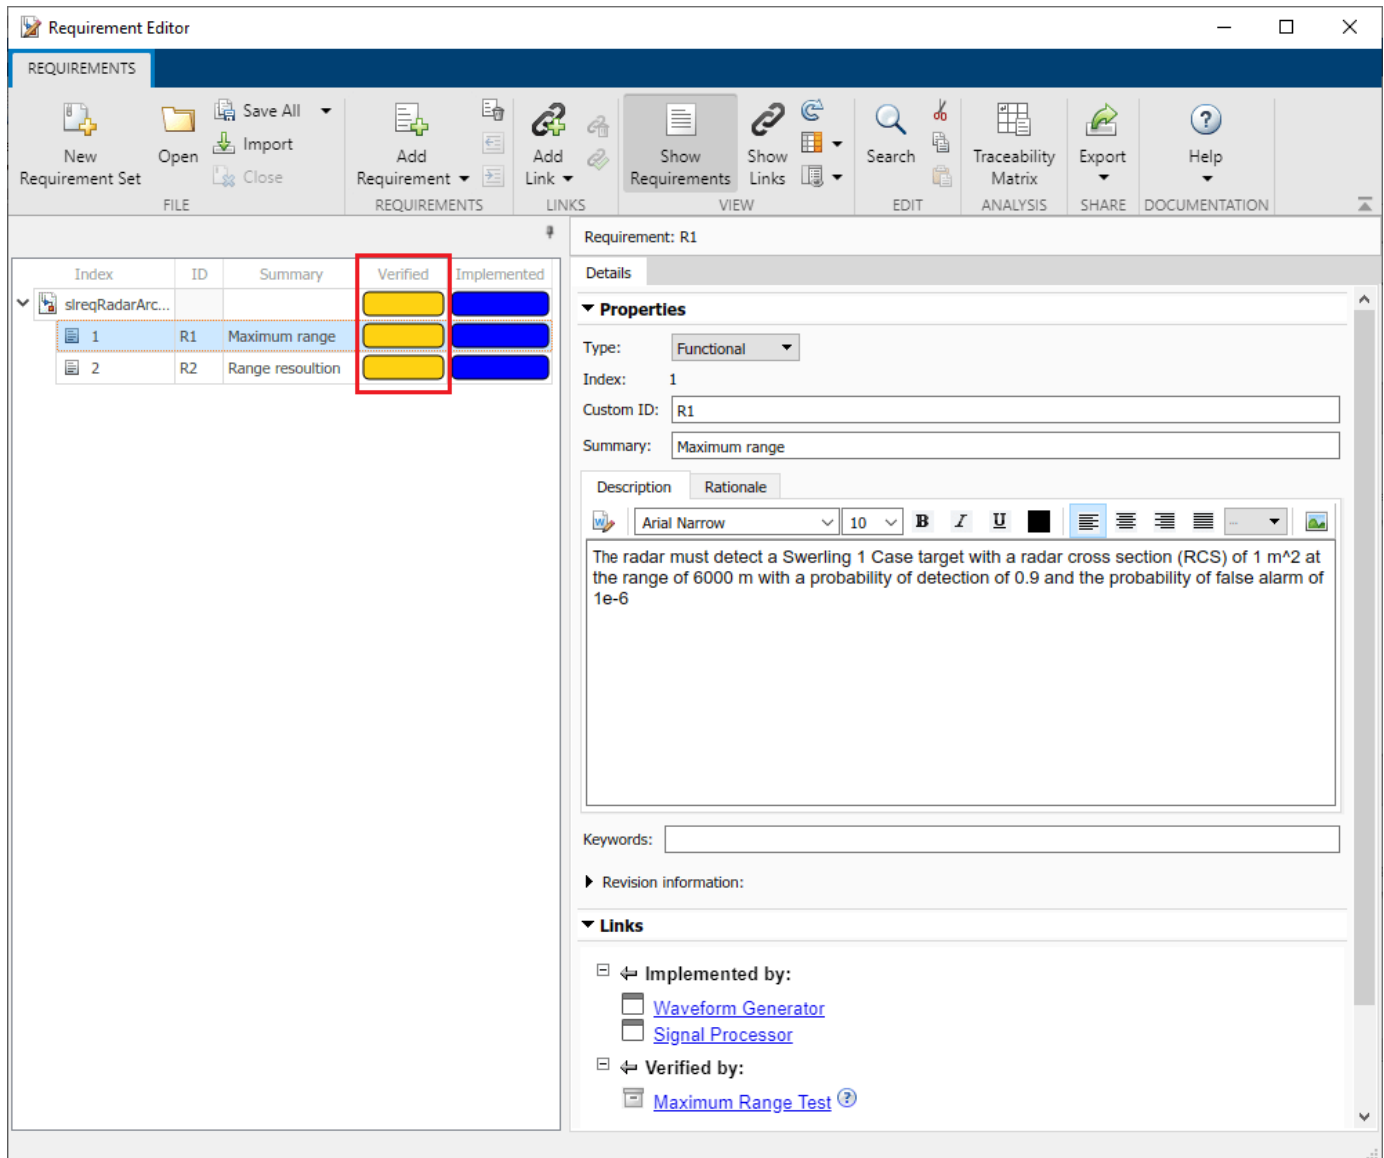 Requirement Editor
REQUIREMENTS
New
Requirement Set
Open
Save All
Import
Close
Add
Requirement
Add
Link
Show
Requirements
Show
Links
Search
Traceability
Matrix
Export
Help
FILE
REQUIREMENTS
LINKS
VIEW
EDIT
ANALYSIS
SHARE
DOCUMENTATION
Index ID Summary Verified Implemented
slreqRadarArc...
1 R1 Maximum range
2 R2 Range resoultion
Requirement: R1
Details
Properties
Type: Functional
Index: 1
Custom ID: R1
Summary: Maximum range
Description Rationale
Arial Narrow 10 B I U ...
The radar must detect a Swerling 1 Case target with a radar cross section (RCS) of 1 m^2 at
the range of 6000 m with a probability of detection of 0.9 and the probability of false alarm of
1e-6
Keywords:
Revision information:
Links
Implemented by:
Waveform Generator
Signal Processor
Verified by:
Maximum Range Test ?